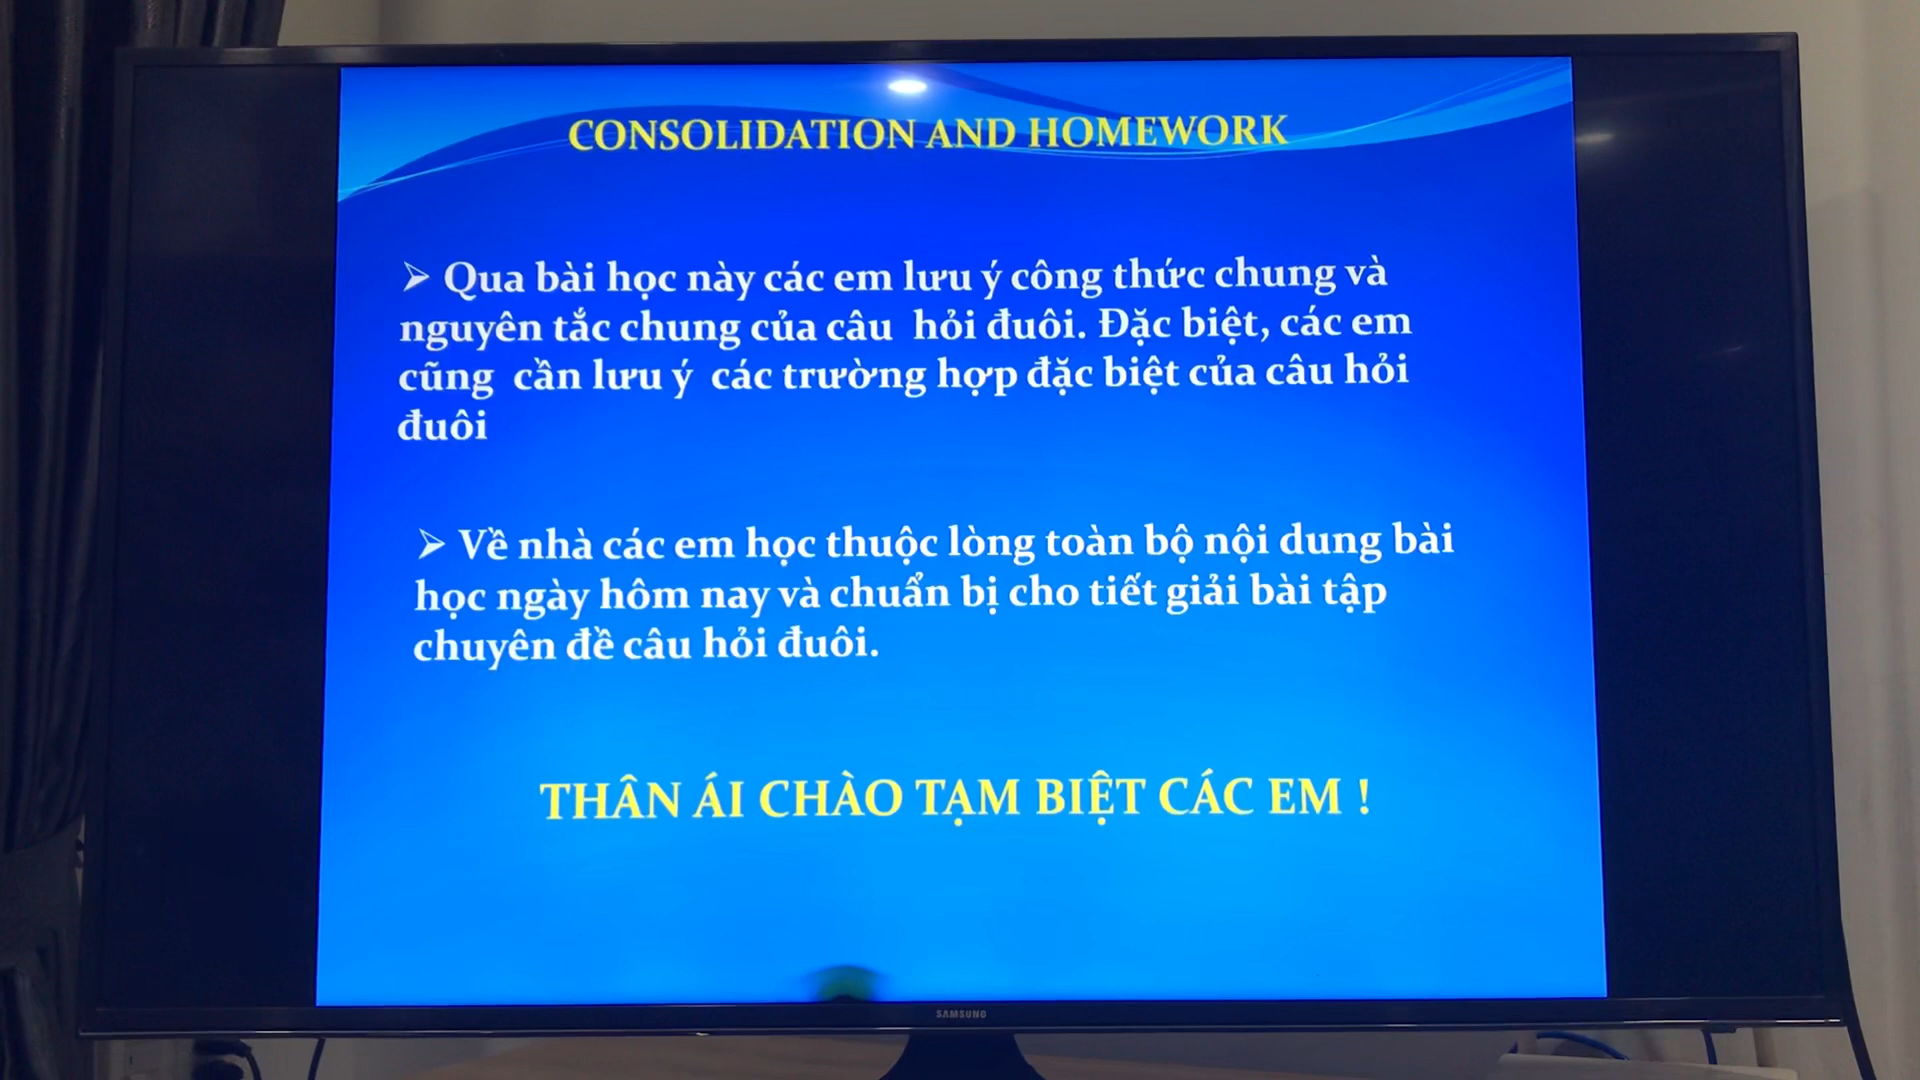 CONSOLIDATION AND HOMEWORK
➢ Qua bài học này các em lưu ý công thức chung và
nguyên tắc chung của câu hỏi đuôi. Đặc biệt, các em
cũng cần lưu ý các trường hợp đặc biệt của câu hỏi
đuôi
➢ Về nhà các em học thuộc lòng toàn bộ nội dung bài
học ngày hôm nay và chuẩn bị cho tiết giải bài tập
chuyên đề câu hỏi đuôi.
THÂN ÁI CHÀO TẠM BIỆT CÁC EM !
SAMSUNG